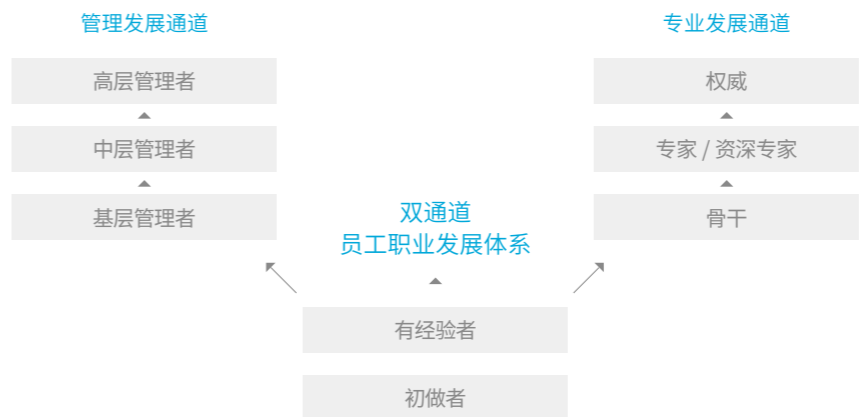 管理发展通道
专业发展通道
高层管理者
权威
中层管理者
专家 / 资深专家
基层管理者
骨干
双通道
员工职业发展体系
有经验者
初做者